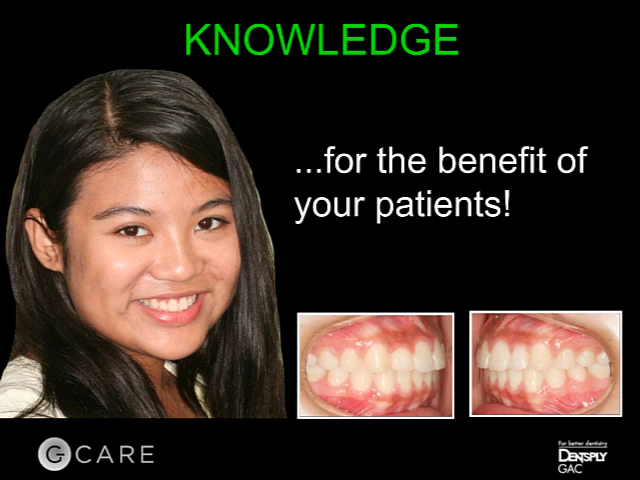 KNOWLEDGE
...for the benefit of
your patients!
G CARE
For better dentistry
DENTSPLY
GAC